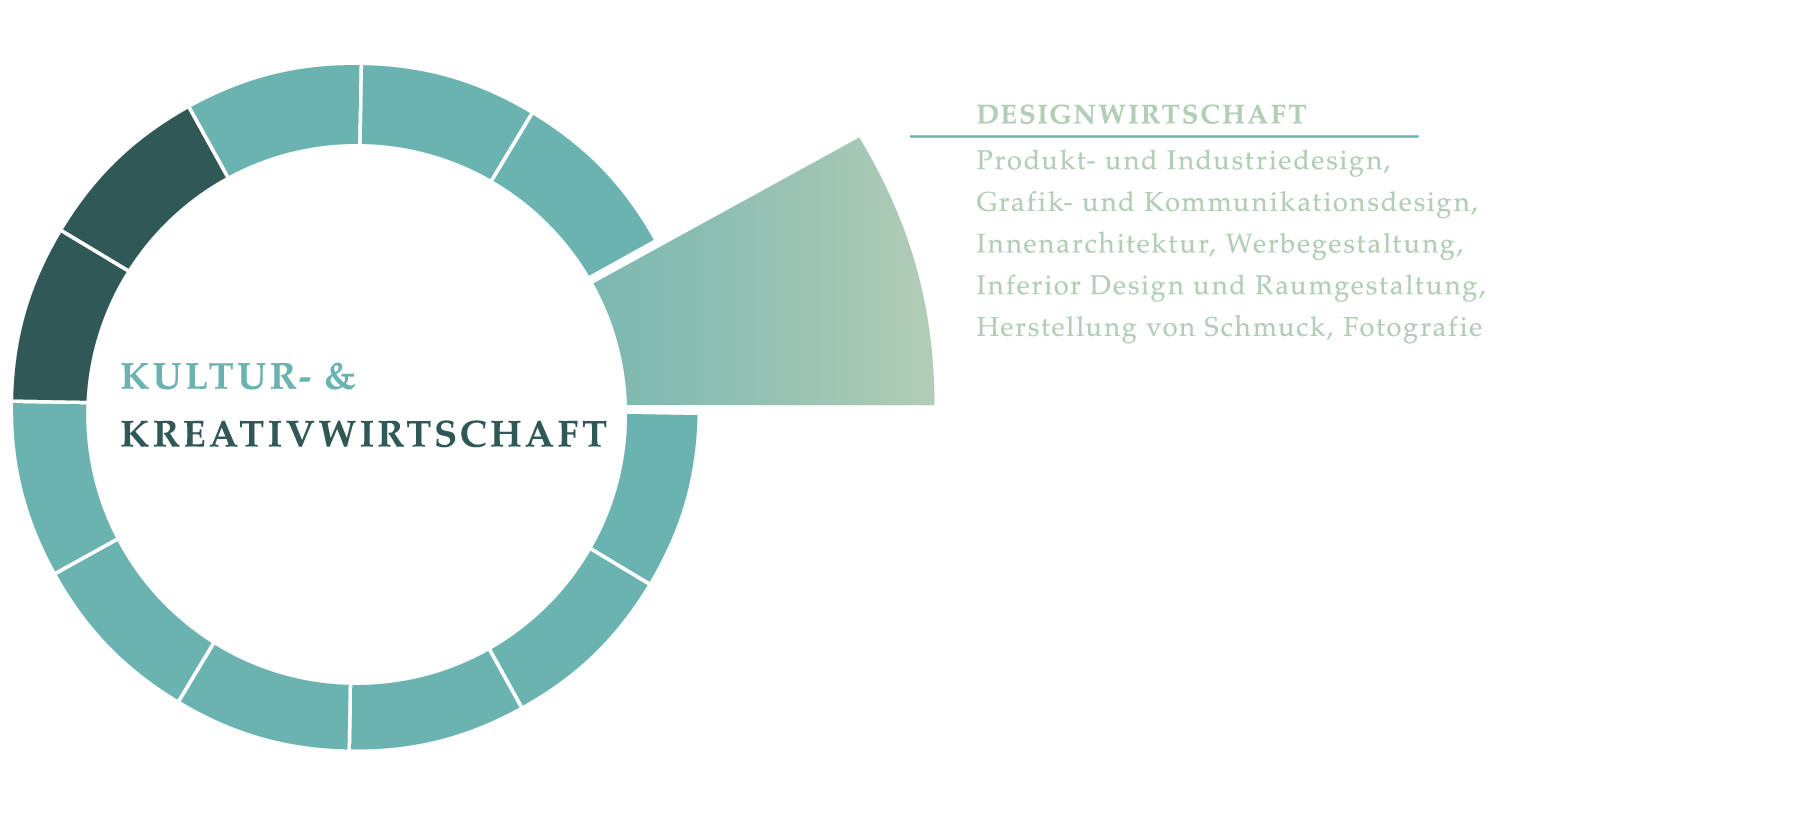 KULTUR- &
KREATIVWIRTSCHAFT
DESIGNWIRTSCHAFT
Produkt- und Industriedesign,
Grafik- und Kommunikationsdesign,
Innenarchitektur, Werbegestaltung,
Inferior Design und Raumgestaltung,
Herstellung von Schmuck, Fotografie